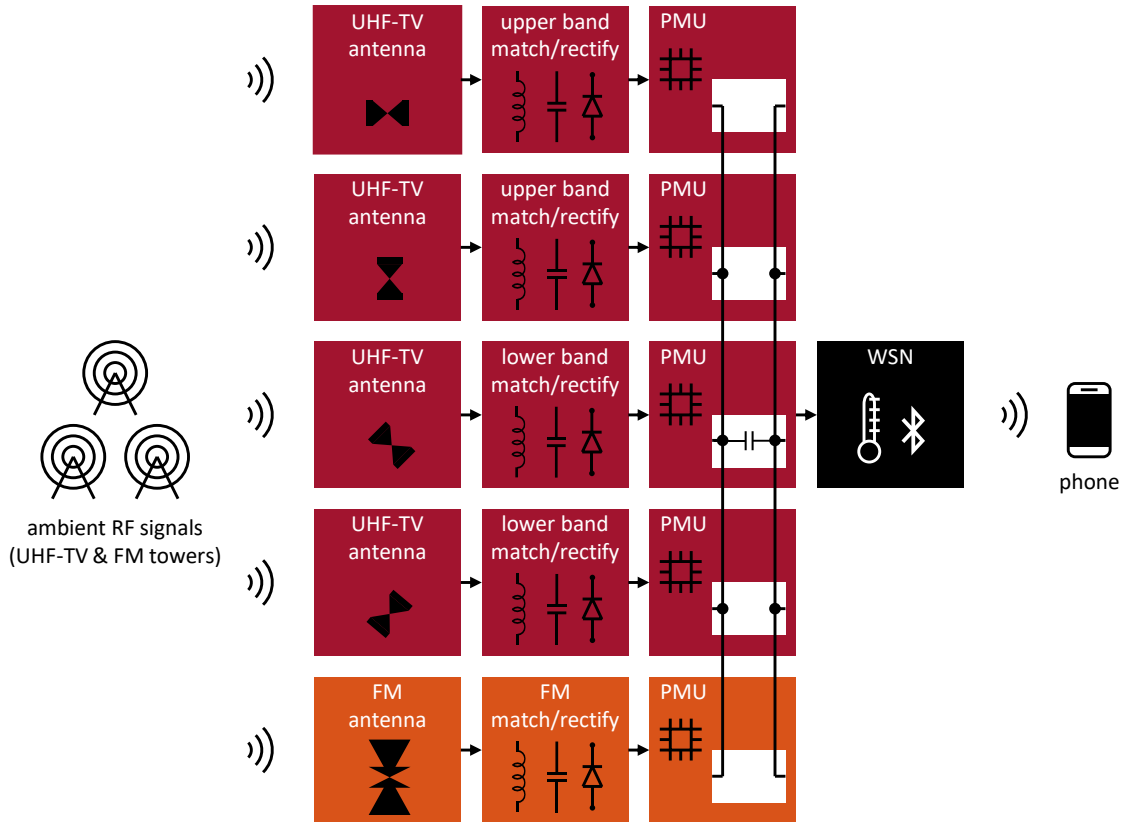 UHF-TV
antenna
upper band
match/rectify
PMU
UHF-TV
antenna
upper band
match/rectify
PMU
UHF-TV
antenna
lower band
match/rectify
PMU
WSN
phone
ambient RF signals
(UHF-TV & FM towers)
UHF-TV
antenna
lower band
match/rectify
PMU
FM
antenna
FM
match/rectify
PMU